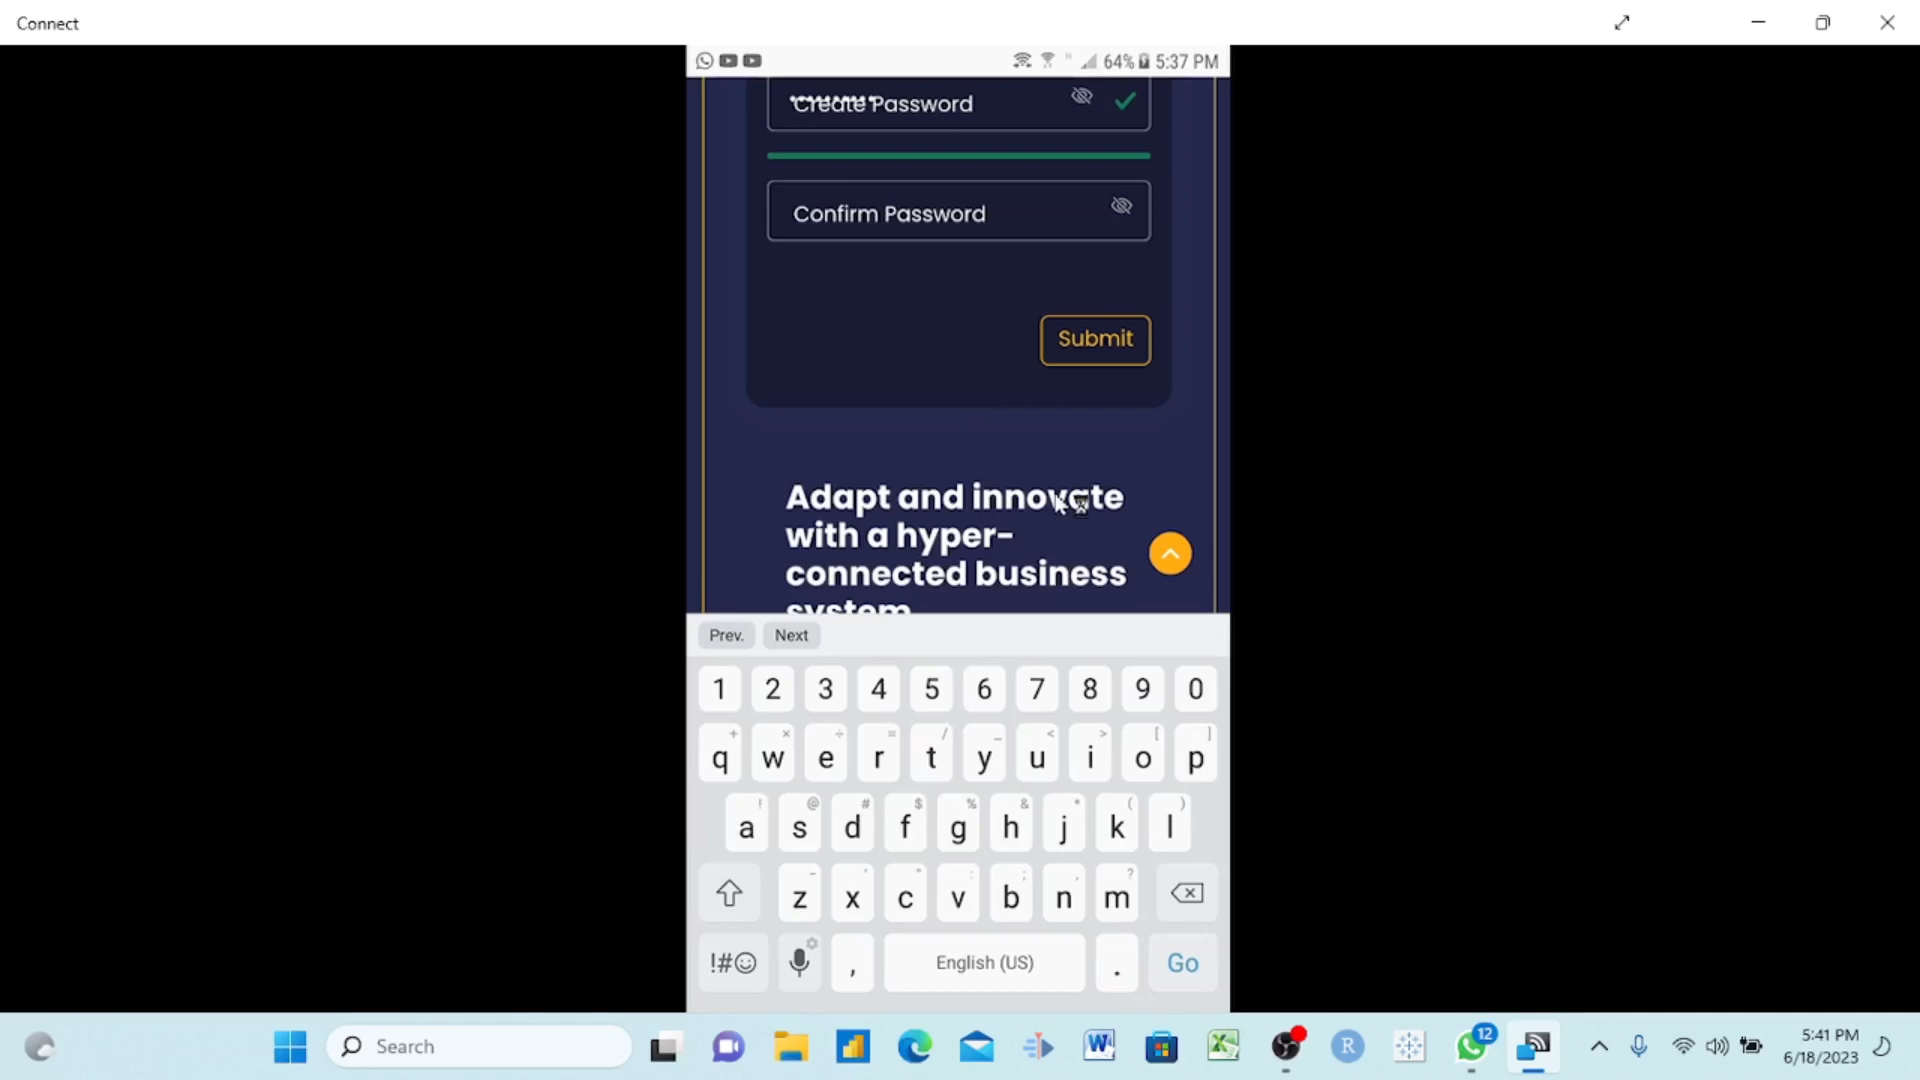 Connect
64% 5:37 PM
Create Password
Confirm Password
Submit
Adapt and innovate
with a hyper-
connected business
system
Prev. Next
1 2 3 4 5 6 7 8 9 0
+ × ÷ = / _ < > [ ]
q w e r t y u i o p
! @ # $ % & * ( )
a s d f g h j k l
- ' " : ; , ?
z x c v b n m
!#☺ , English (US) . Go
Search
W
X
R
12
5:41 PM
6/18/2023